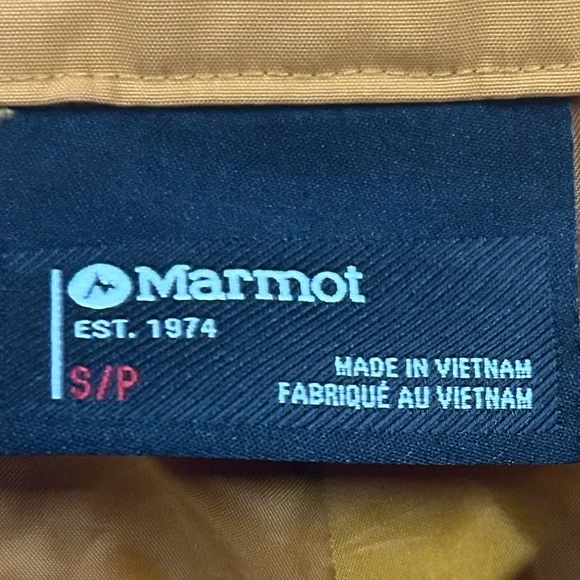 Marmot
EST. 1974
S/P
MADE IN VIETNAM
FABRIQUÉ AU VIETNAM